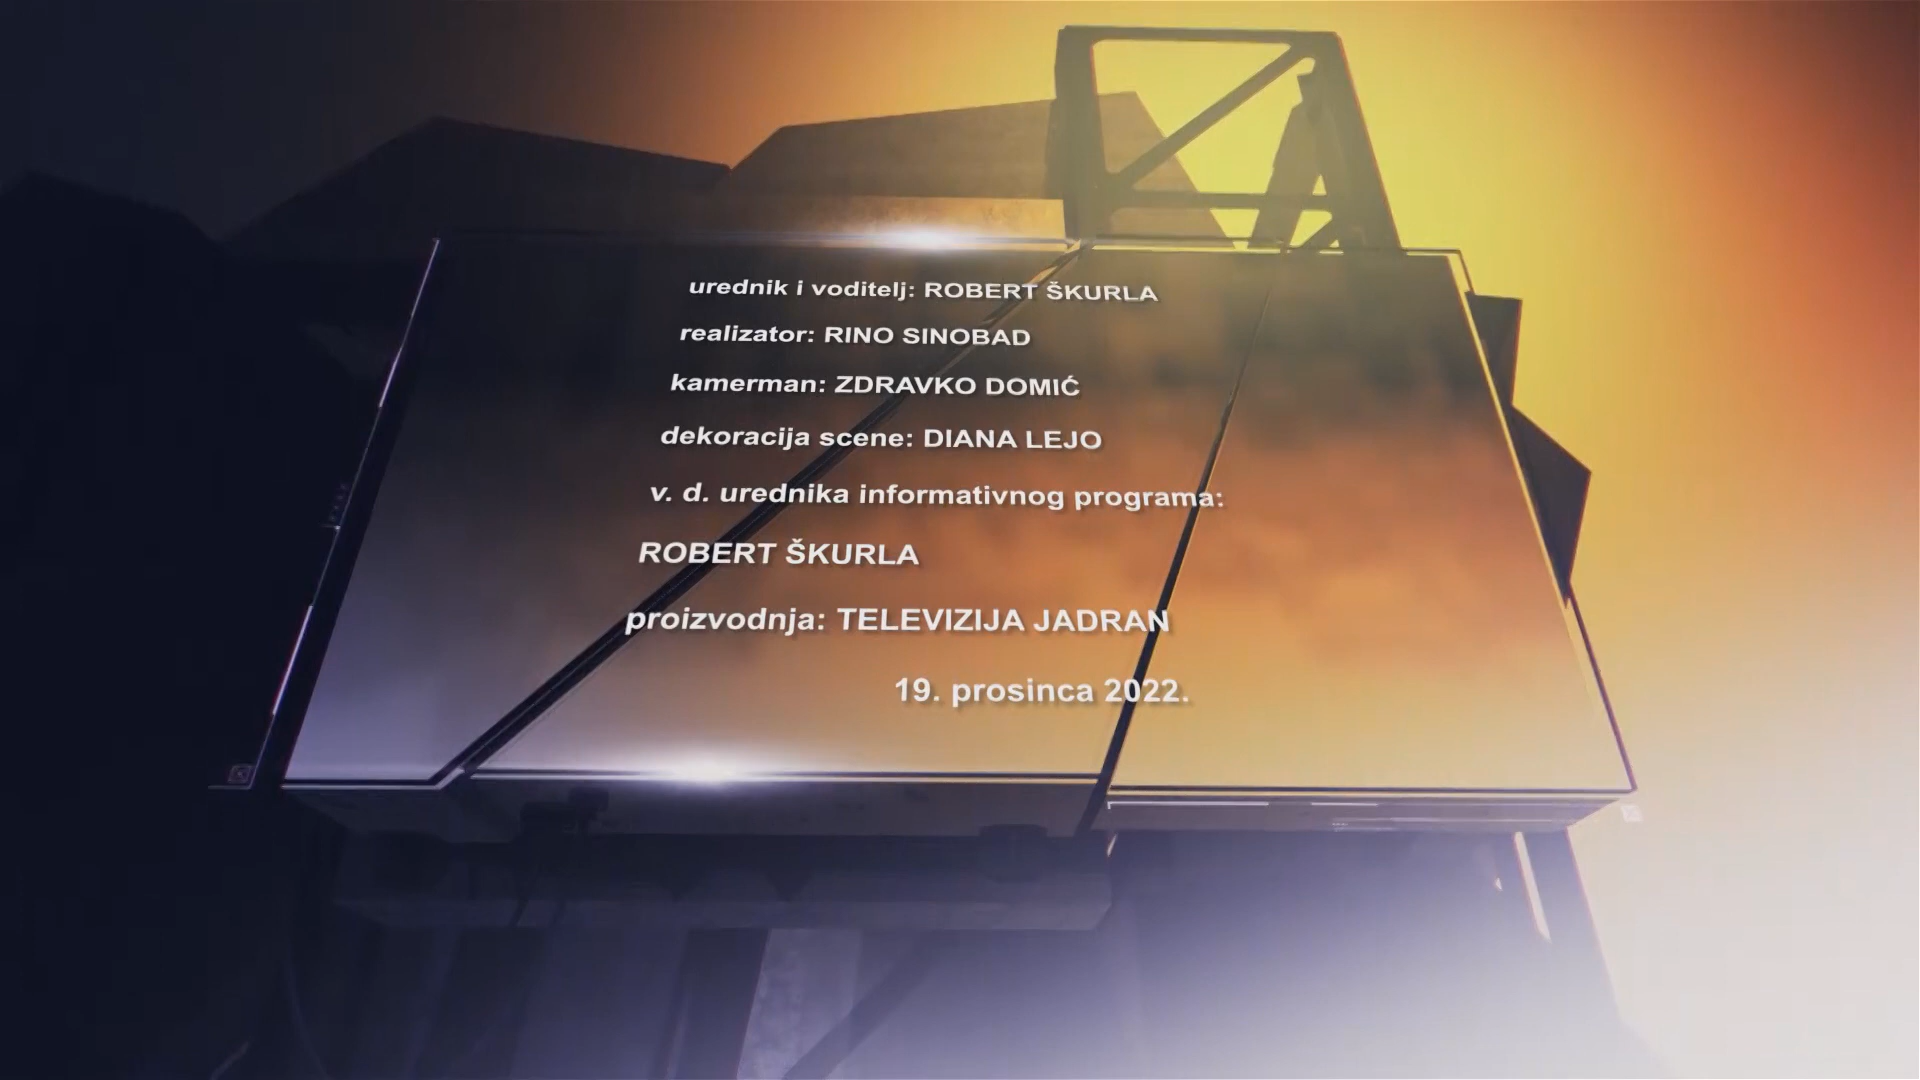 urednik i voditelj: ROBERT ŠKURLA
realizator: RINO SINOBAD
kamerman: ZDRAVKO DOMIĆ
dekoracija scene: DIANA LEJO
v. d. urednika informativnog programa:
ROBERT ŠKURLA
proizvodnja: TELEVIZIJA JADRAN
19. prosinca 2022.